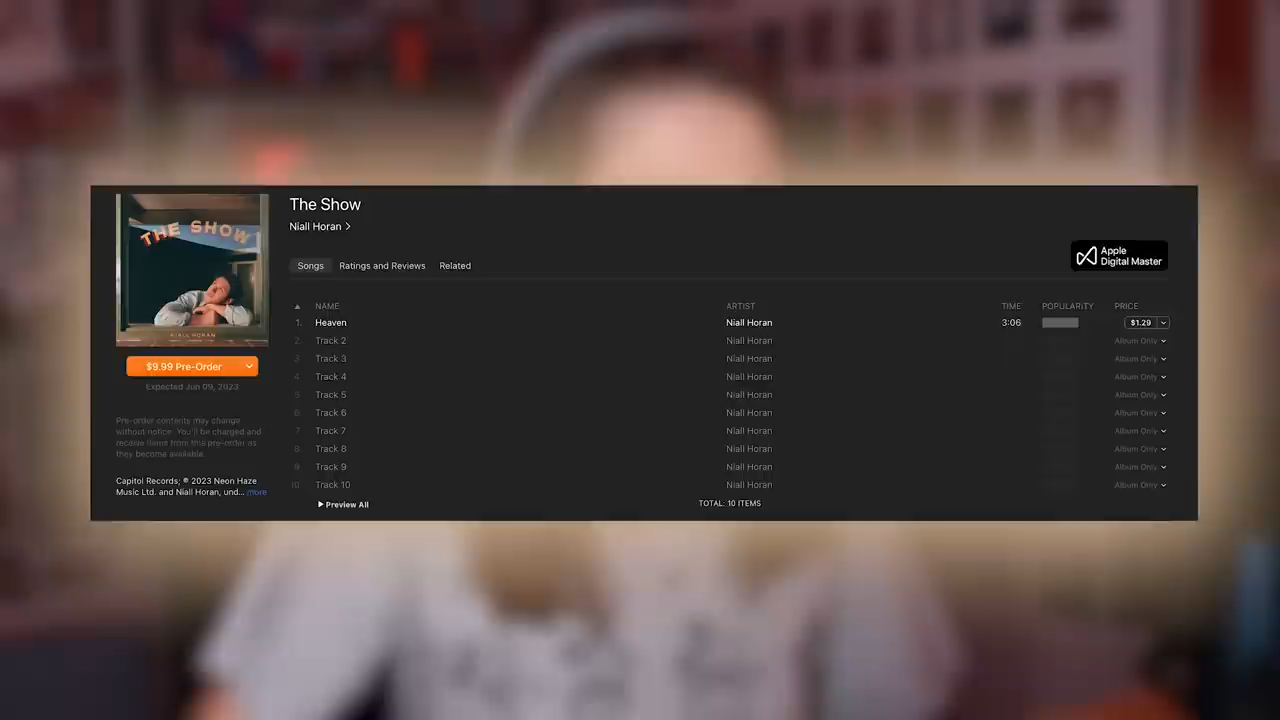 THE SHOW
NIALL HORAN
$9.99 Pre-Order
Expected Jun 09, 2023
Pre-order contents may change
without notice. You'll be charged and
receive items from this pre-order as
they become available.
Capitol Records; ℗ 2023 Neon Haze
Music Ltd. and Niall Horan, und... more
The Show
Niall Horan >
Songs Ratings and Reviews Related
Apple
Digital Master
NAME ARTIST TIME POPULARITY PRICE
1. Heaven Niall Horan 3:06 $1.29
2. Track 2 Niall Horan Album Only
3. Track 3 Niall Horan Album Only
4. Track 4 Niall Horan Album Only
5. Track 5 Niall Horan Album Only
6. Track 6 Niall Horan Album Only
7. Track 7 Niall Horan Album Only
8. Track 8 Niall Horan Album Only
9. Track 9 Niall Horan Album Only
10. Track 10 Niall Horan Album Only
Preview All TOTAL: 10 ITEMS